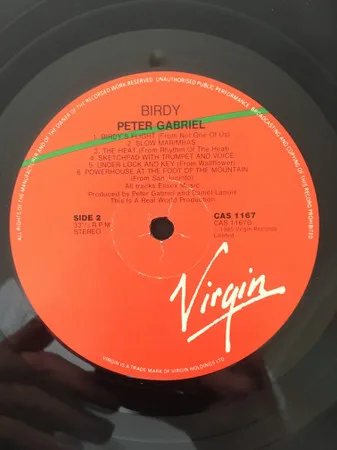 ALL RIGHTS OF THE MANUFACTURER AND OF THE OWNER OF THE RECORDED WORK RESERVED. UNAUTHORISED PUBLIC PERFORMANCE, BROADCASTING AND COPYING OF THIS RECORD PROHIBITED
BIRDY
PETER GABRIEL
1. BIRDY'S FLIGHT (From Not One Of Us)
2. SLOW MARIMBAS
3. THE HEAT (From Rhythm Of The Heat)
4. SKETCHPAD WITH TRUMPET AND VOICE
5. UNDER LOCK AND KEY (From Wallflower)
6. POWERHOUSE AT THE FOOT OF THE MOUNTAIN
(From San Jacinto)
All tracks Essex Music
Produced by Peter Gabriel and Daniel Lanois
This Is A Real World Production
SIDE 2
33⅓ R.P.M
STEREO
CAS 1167
CAS 1167B
1985 Virgin Records
Limited
Virgin
VIRGIN IS A TRADE MARK OF VIRGIN HOLDINGS LTD